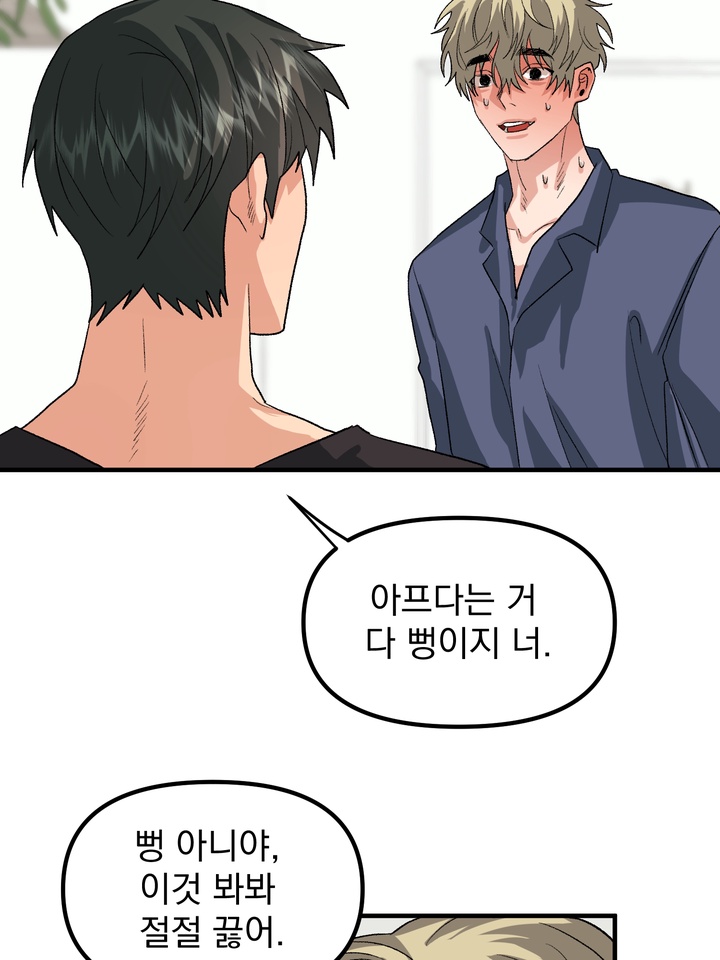 아프다는 거
다 뻥이지 너.
뻥 아니야,
이것 봐봐
절절 끓어.